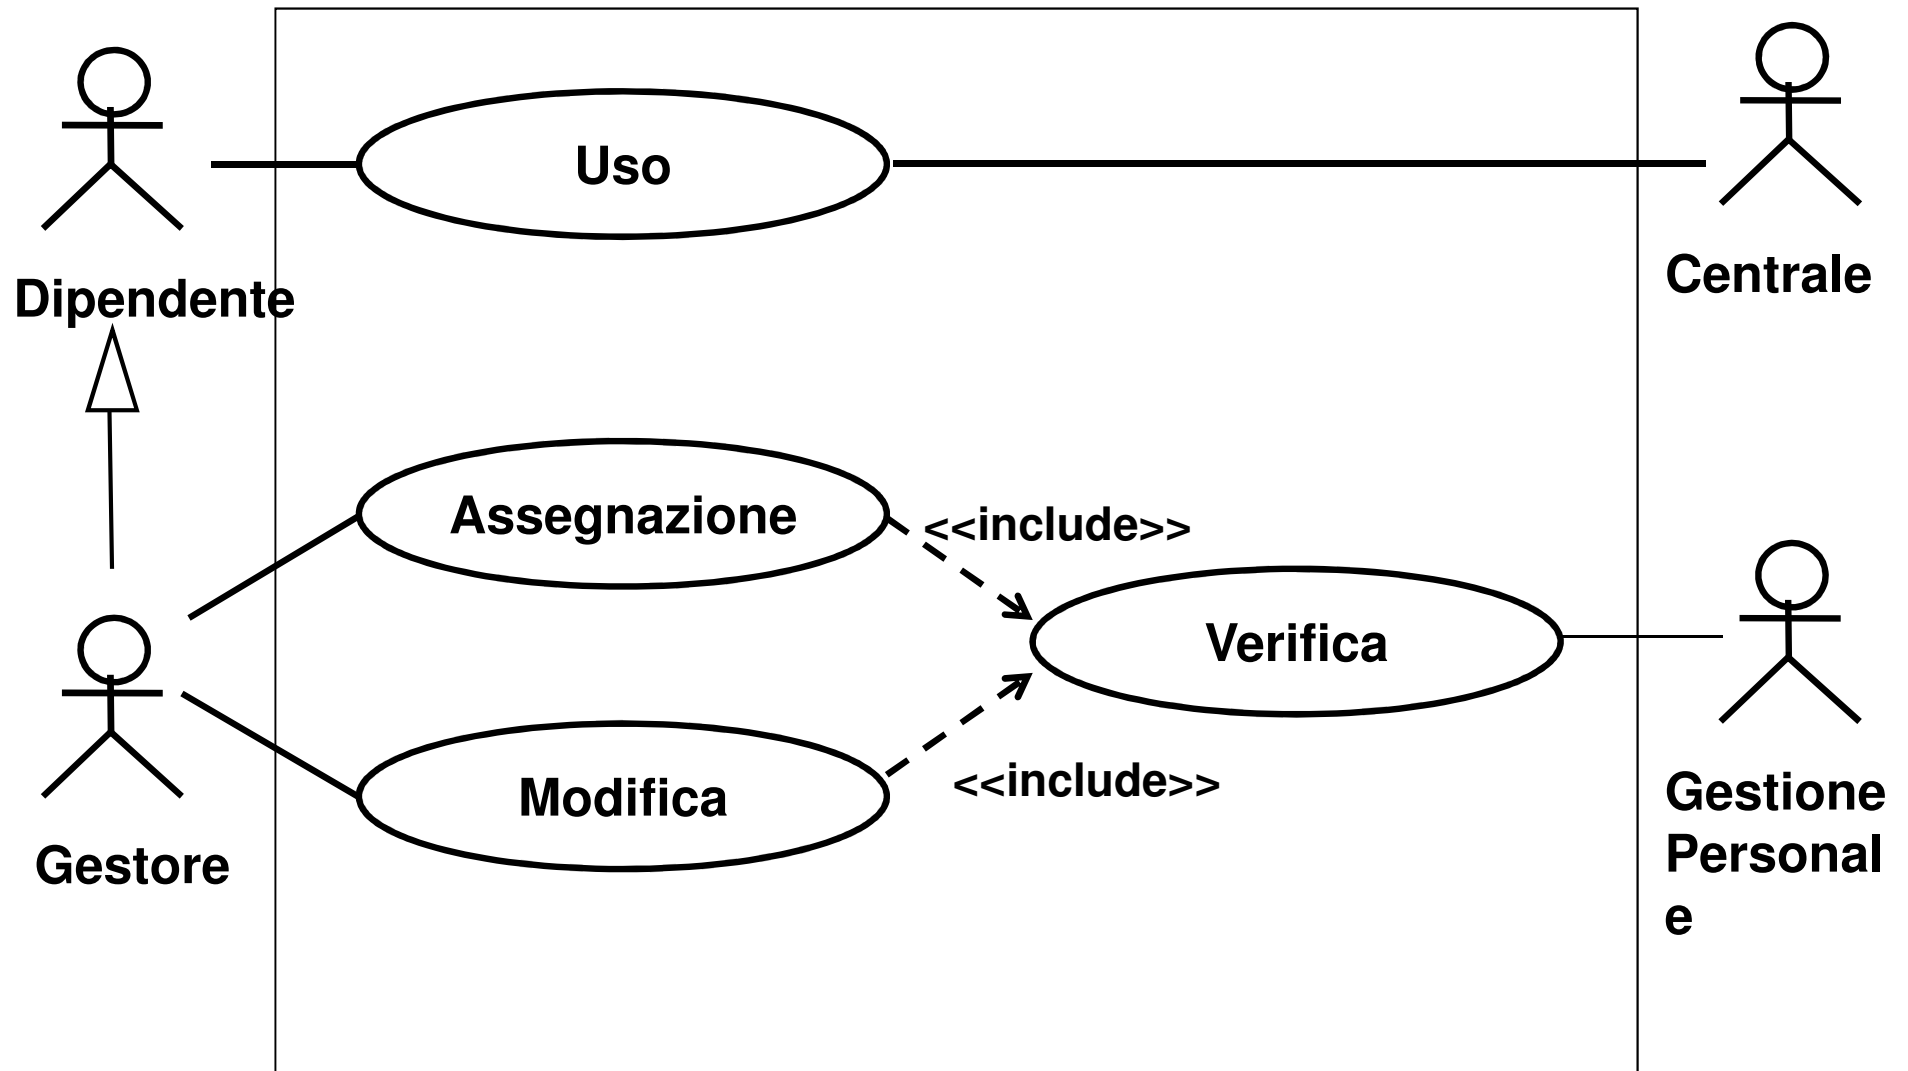 Uso
Centrale
Dipendente
Assegnazione
<<include>>
Verifica
<<include>>
Modifica
Gestore
Gestione
Personal
e